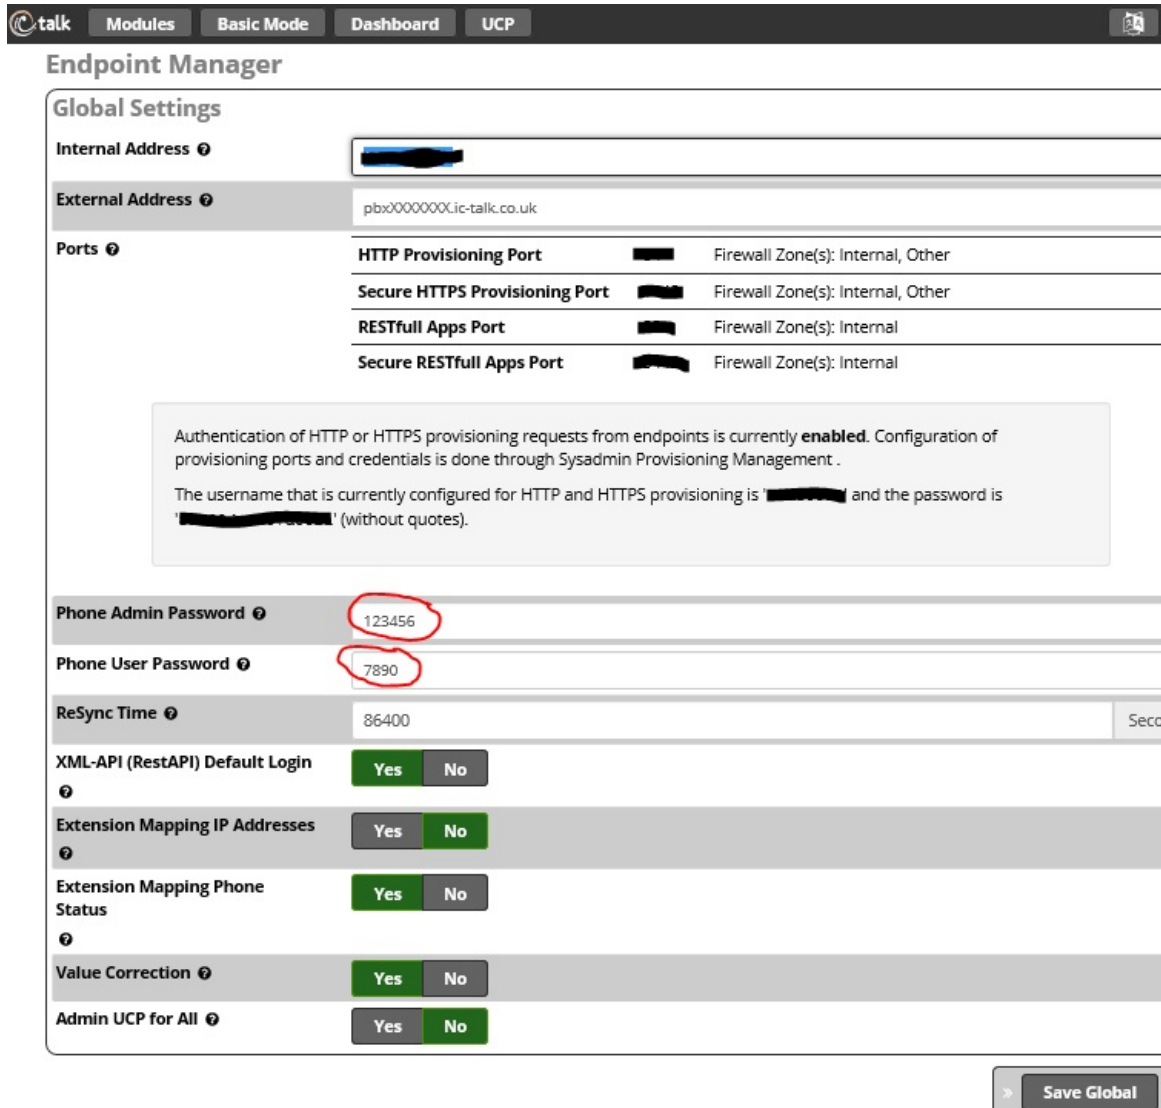 talk Modules Basic Mode Dashboard UCP
Endpoint Manager
Global Settings
Internal Address
External Address pbxXXXXXXX.ic-talk.co.uk
Ports HTTP Provisioning Port Firewall Zone(s): Internal, Other
Secure HTTPS Provisioning Port Firewall Zone(s): Internal, Other
RESTfull Apps Port Firewall Zone(s): Internal
Secure RESTfull Apps Port Firewall Zone(s): Internal
Authentication of HTTP or HTTPS provisioning requests from endpoints is currently enabled. Configuration of
provisioning ports and credentials is done through Sysadmin Provisioning Management .
The username that is currently configured for HTTP and HTTPS provisioning is ' ' and the password is
' ' (without quotes).
Phone Admin Password 123456
Phone User Password 7890
ReSync Time 86400 Seco
XML-API (RestAPI) Default Login Yes No
Extension Mapping IP Addresses Yes No
Extension Mapping Phone
Status Yes No
Value Correction Yes No
Admin UCP for All Yes No
» Save Global